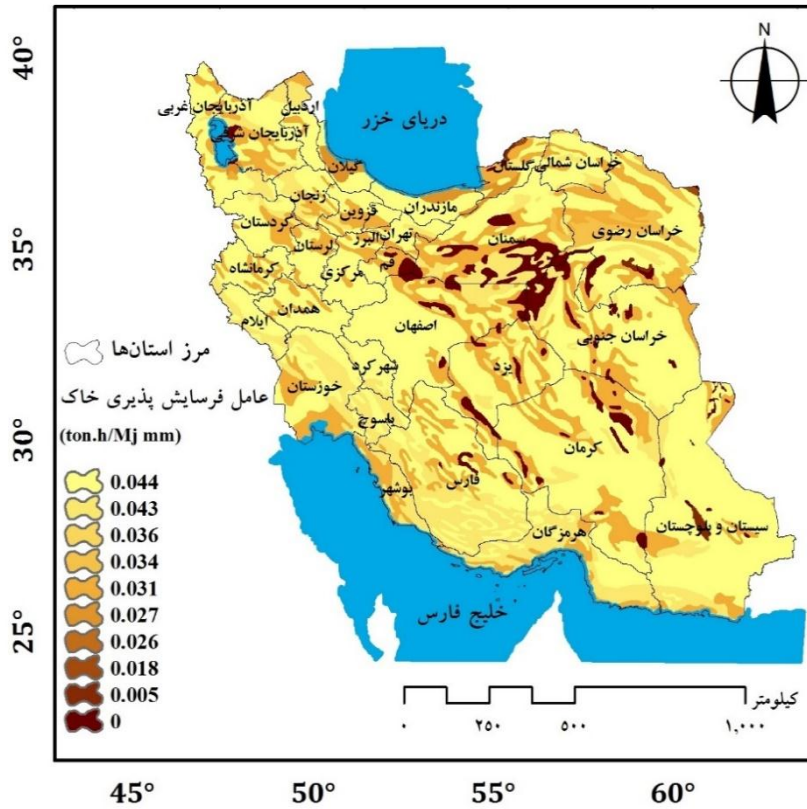 N
40°
35°
30°
25°
45°
50°
55°
60°
دریای خزر
آذربایجان غربی
اردبیل
آذربایجان شرقی
گیلان
زنجان
کردستان
قزوین
البرز
تهران
مازندران
گلستان
خراسان شمالی
خراسان رضوی
سمنان
لرستان
قم
مرکزی
کرمانشاه
همدان
ایلام
اصفهان
خراسان جنوبی
یزد
خوزستان
شهر کرد
یاسوج
کرمان
فارس
بوشهر
هرمزگان
سیستان و بلوچستان
خلیج فارس
مرز استان‌ها
عامل فرسایش پذیری خاک
(ton.h/Mj mm)
0.044
0.043
0.036
0.034
0.031
0.027
0.026
0.018
0.005
0
کیلومتر
۰ ۲۵۰ ۵۰۰ ۱,۰۰۰